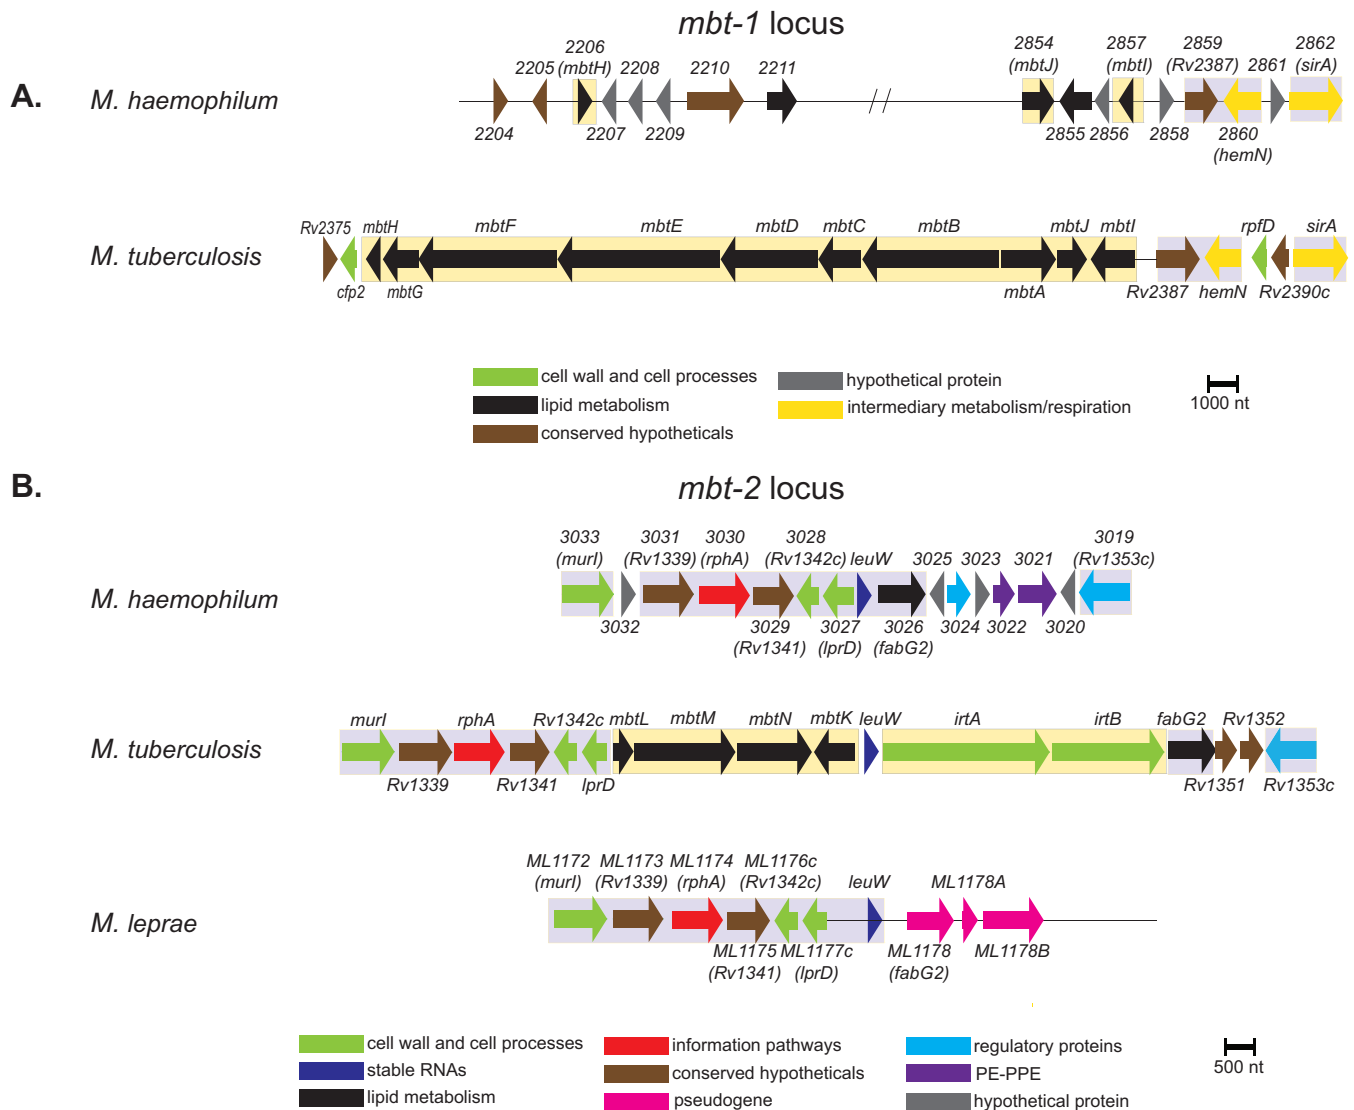 mbt-1 locus
A.
M. haemophilum
2204
2205
2206
(mbtH)
2207
2208
2209
2210
2211
2854
(mbtJ)
2855
2856
2857
(mbtI)
2858
2859
(Rv2387)
2860
(hemN)
2861
2862
(sirA)
M. tuberculosis
Rv2375
cfp2
mbtH
mbtG
mbtF
mbtE
mbtD
mbtC
mbtB
mbtA
mbtJ
mbtI
Rv2387
hemN
rpfD
Rv2390c
sirA
cell wall and cell processes
lipid metabolism
conserved hypotheticals
hypothetical protein
intermediary metabolism/respiration
1000 nt
B.
mbt-2 locus
M. haemophilum
3033
(murI)
3032
3031
(Rv1339)
3030
(rphA)
3029
(Rv1341)
3028
(Rv1342c)
3027
(lprD)
leuW
3026
(fabG2)
3025
3024
3023
3022
3021
3020
3019
(Rv1353c)
M. tuberculosis
murI
Rv1339
rphA
Rv1341
Rv1342c
lprD
mbtL
mbtM
mbtN
mbtK
leuW
irtA
irtB
fabG2
Rv1351
Rv1352
Rv1353c
M. leprae
ML1172
(murI)
ML1173
(Rv1339)
ML1174
(rphA)
ML1175
(Rv1341)
ML1176c
(Rv1342c)
ML1177c
(lprD)
leuW
ML1178
(fabG2)
ML1178A
ML1178B
cell wall and cell processes
stable RNAs
lipid metabolism
information pathways
conserved hypotheticals
pseudogene
regulatory proteins
PE-PPE
hypothetical protein
500 nt